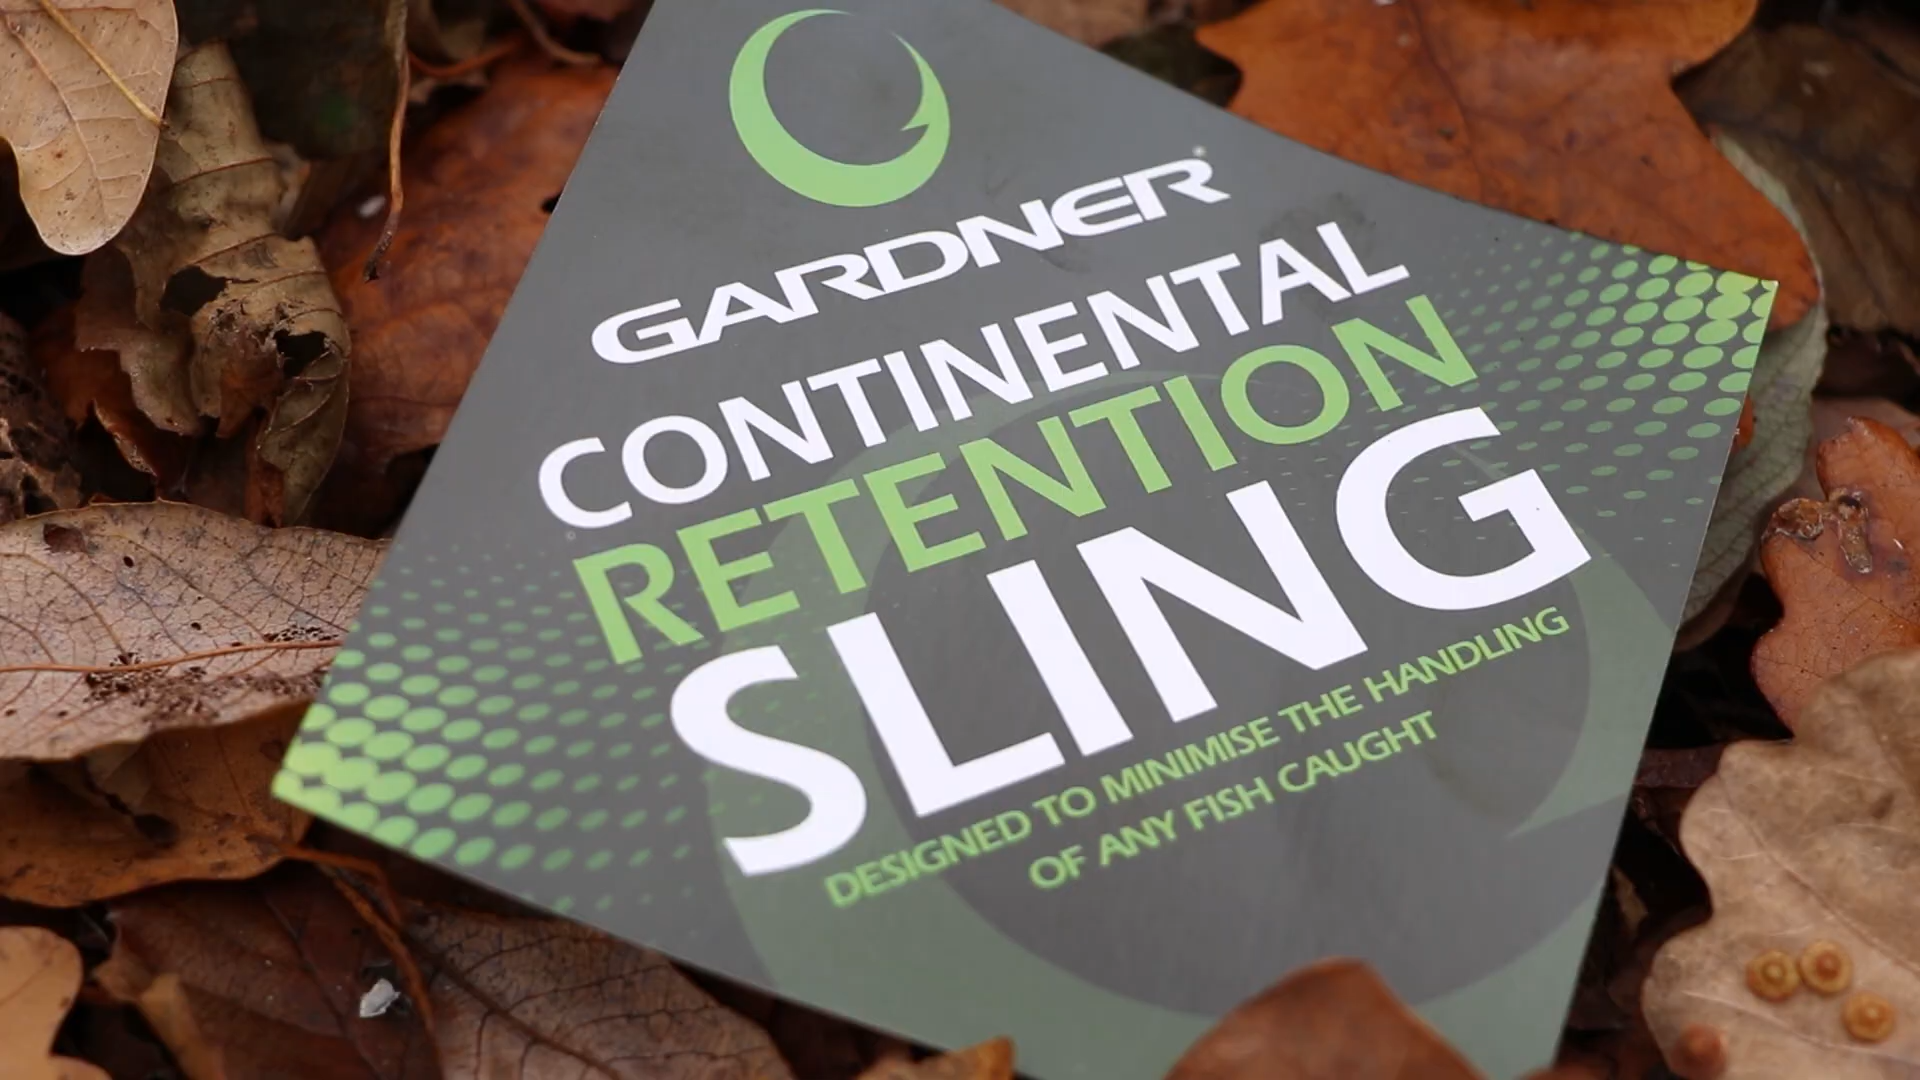 GARDNER
CONTINENTAL
RETENTION
SLING
DESIGNED TO MINIMISE THE HANDLING
OF ANY FISH CAUGHT